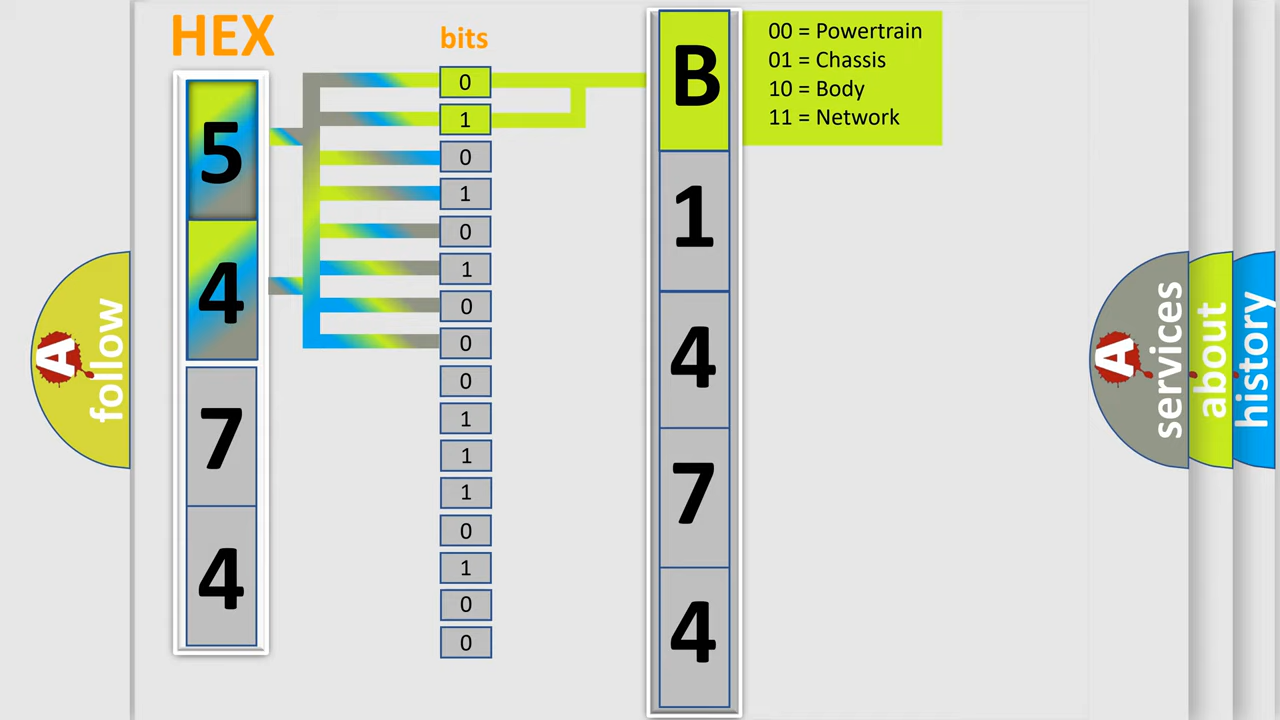 HEX
bits
5
4
7
4
0
1
0
1
0
1
0
0
0
1
1
1
0
1
0
0
B
1
4
7
4
00 = Powertrain
01 = Chassis
10 = Body
11 = Network
A follow
A services
about
history